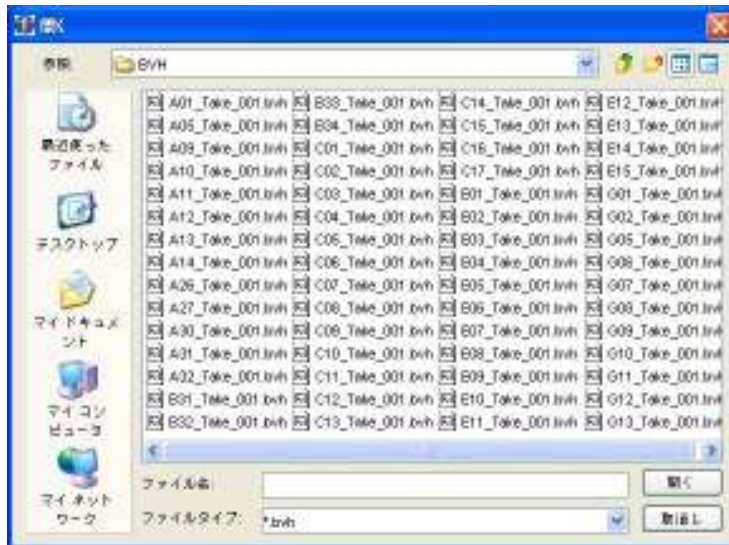 開く
参照:
BVH
最近使った
ファイル
デスクトップ
マイ ドキュメ
ント
マイ コン
ピュータ
マイ ネット
ワーク
A01_Take_001.bvh B33_Take_001.bvh C14_Take_001.bvh E12_Take_001.bvh
A05_Take_001.bvh B34_Take_001.bvh C15_Take_001.bvh E13_Take_001.bvh
A09_Take_001.bvh C01_Take_001.bvh C16_Take_001.bvh E14_Take_001.bvh
A10_Take_001.bvh C02_Take_001.bvh C17_Take_001.bvh E15_Take_001.bvh
A11_Take_001.bvh C03_Take_001.bvh E01_Take_001.bvh G01_Take_001.bvh
A12_Take_001.bvh C04_Take_001.bvh E02_Take_001.bvh G02_Take_001.bvh
A13_Take_001.bvh C05_Take_001.bvh E03_Take_001.bvh G05_Take_001.bvh
A14_Take_001.bvh C06_Take_001.bvh E04_Take_001.bvh G06_Take_001.bvh
A26_Take_001.bvh C07_Take_001.bvh E05_Take_001.bvh G07_Take_001.bvh
A27_Take_001.bvh C08_Take_001.bvh E06_Take_001.bvh G08_Take_001.bvh
A30_Take_001.bvh C09_Take_001.bvh E07_Take_001.bvh G09_Take_001.bvh
A31_Take_001.bvh C10_Take_001.bvh E08_Take_001.bvh G10_Take_001.bvh
A32_Take_001.bvh C11_Take_001.bvh E09_Take_001.bvh G11_Take_001.bvh
B31_Take_001.bvh C12_Take_001.bvh E10_Take_001.bvh G12_Take_001.bvh
B32_Take_001.bvh C13_Take_001.bvh E11_Take_001.bvh G13_Take_001.bvh
ファイル名:
開く
ファイルタイプ:
*.bvh
取消し